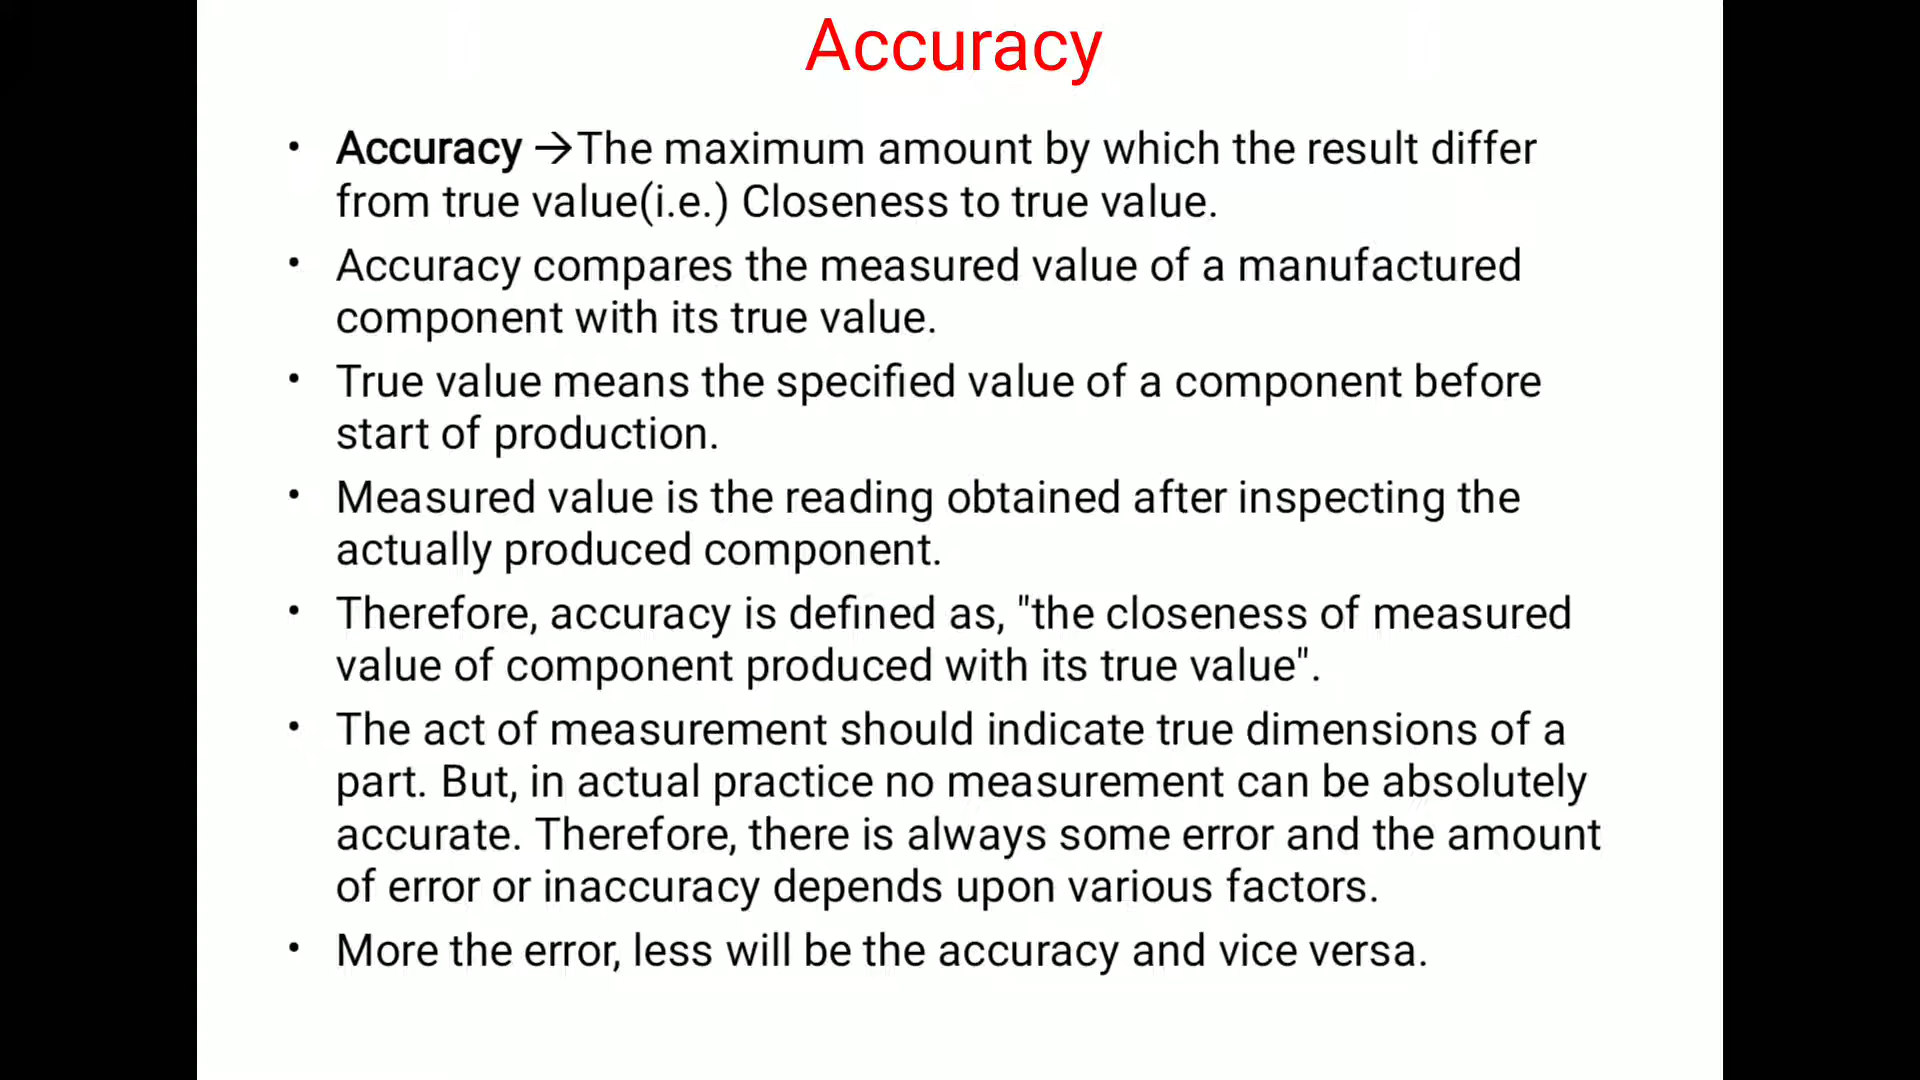 Accuracy
• Accuracy →The maximum amount by which the result differ
from true value(i.e.) Closeness to true value.
• Accuracy compares the measured value of a manufactured
component with its true value.
• True value means the specified value of a component before
start of production.
• Measured value is the reading obtained after inspecting the
actually produced component.
• Therefore, accuracy is defined as, "the closeness of measured
value of component produced with its true value".
• The act of measurement should indicate true dimensions of a
part. But, in actual practice no measurement can be absolutely
accurate. Therefore, there is always some error and the amount
of error or inaccuracy depends upon various factors.
• More the error, less will be the accuracy and vice versa.